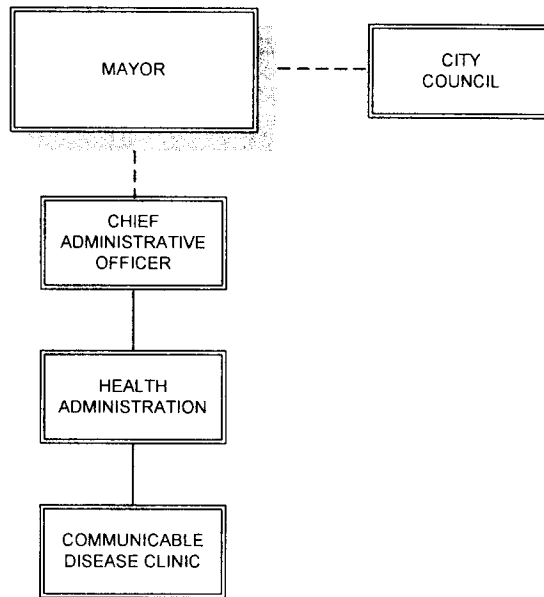 MAYOR
CITY
COUNCIL
CHIEF
ADMINISTRATIVE
OFFICER
HEALTH
ADMINISTRATION
COMMUNICABLE
DISEASE CLINIC